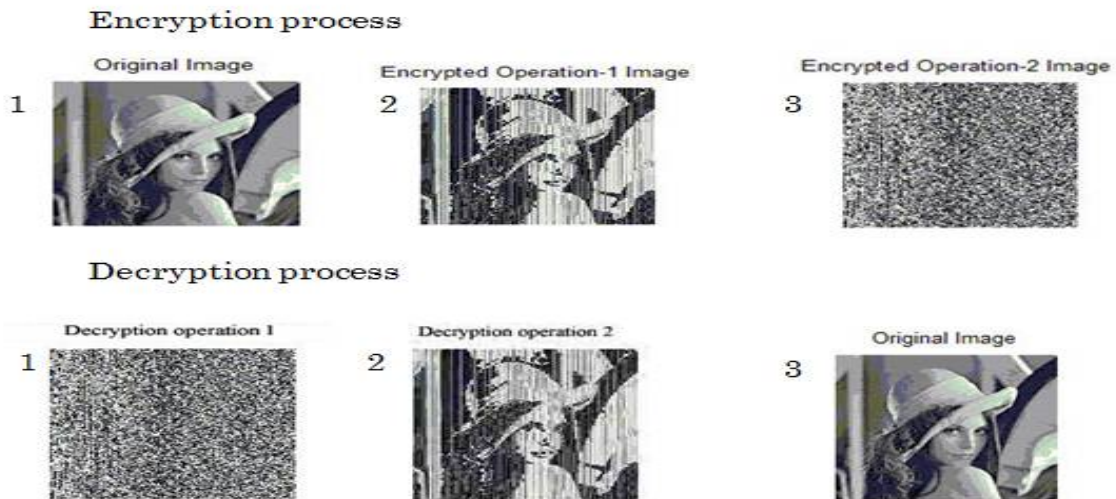 Encryption process
Original Image
Encrypted Operation-1 Image
Encrypted Operation-2 Image
1
2
3
Decryption process
Decryption operation 1
Decryption operation 2
Original Image
1
2
3